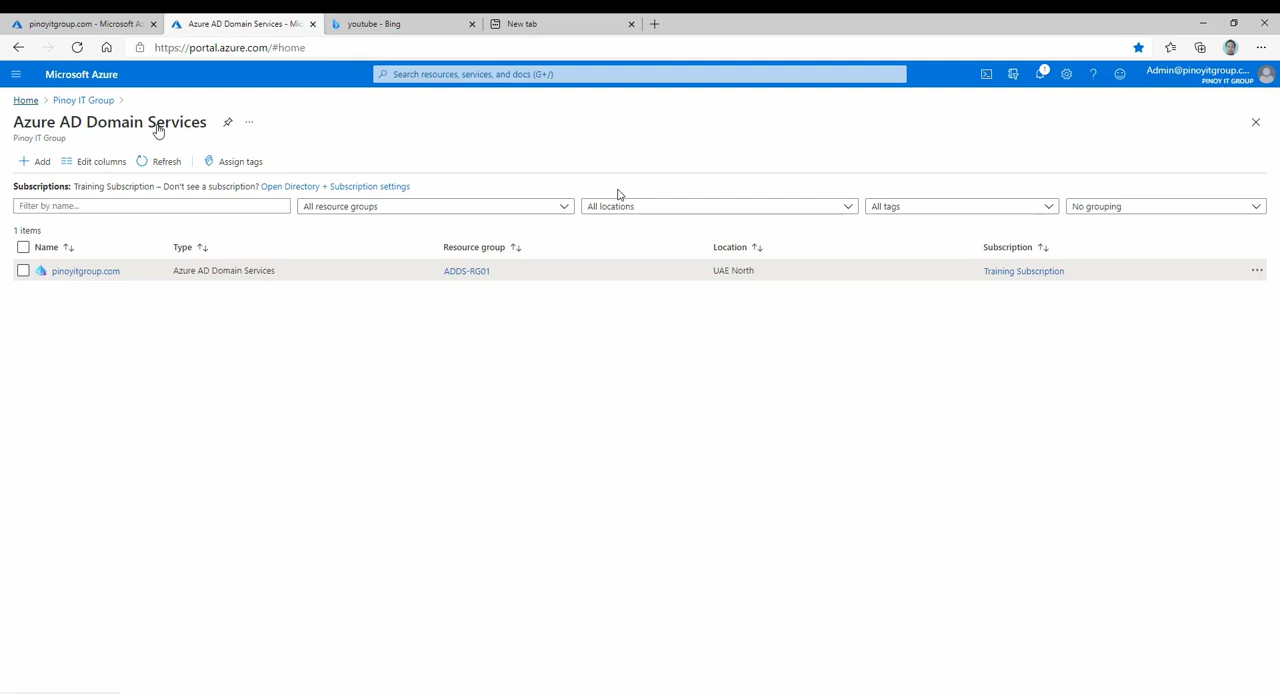 pinoyitgroup.com - Microsoft Az
Azure AD Domain Services - Mic
youtube - Bing
New tab
https://portal.azure.com/#home
Microsoft Azure
Search resources, services, and docs (G+/)
1
Admin@pinoyitgroup.c...
PINOY IT GROUP
Home > Pinoy IT Group >
Azure AD Domain Services
Pinoy IT Group
Add
Edit columns
Refresh
Assign tags
Subscriptions: Training Subscription – Don't see a subscription? Open Directory + Subscription settings
Filter by name...
All resource groups
All locations
All tags
No grouping
1 items
Name
Type
Resource group
Location
Subscription
pinoyitgroup.com
Azure AD Domain Services
ADDS-RG01
UAE North
Training Subscription